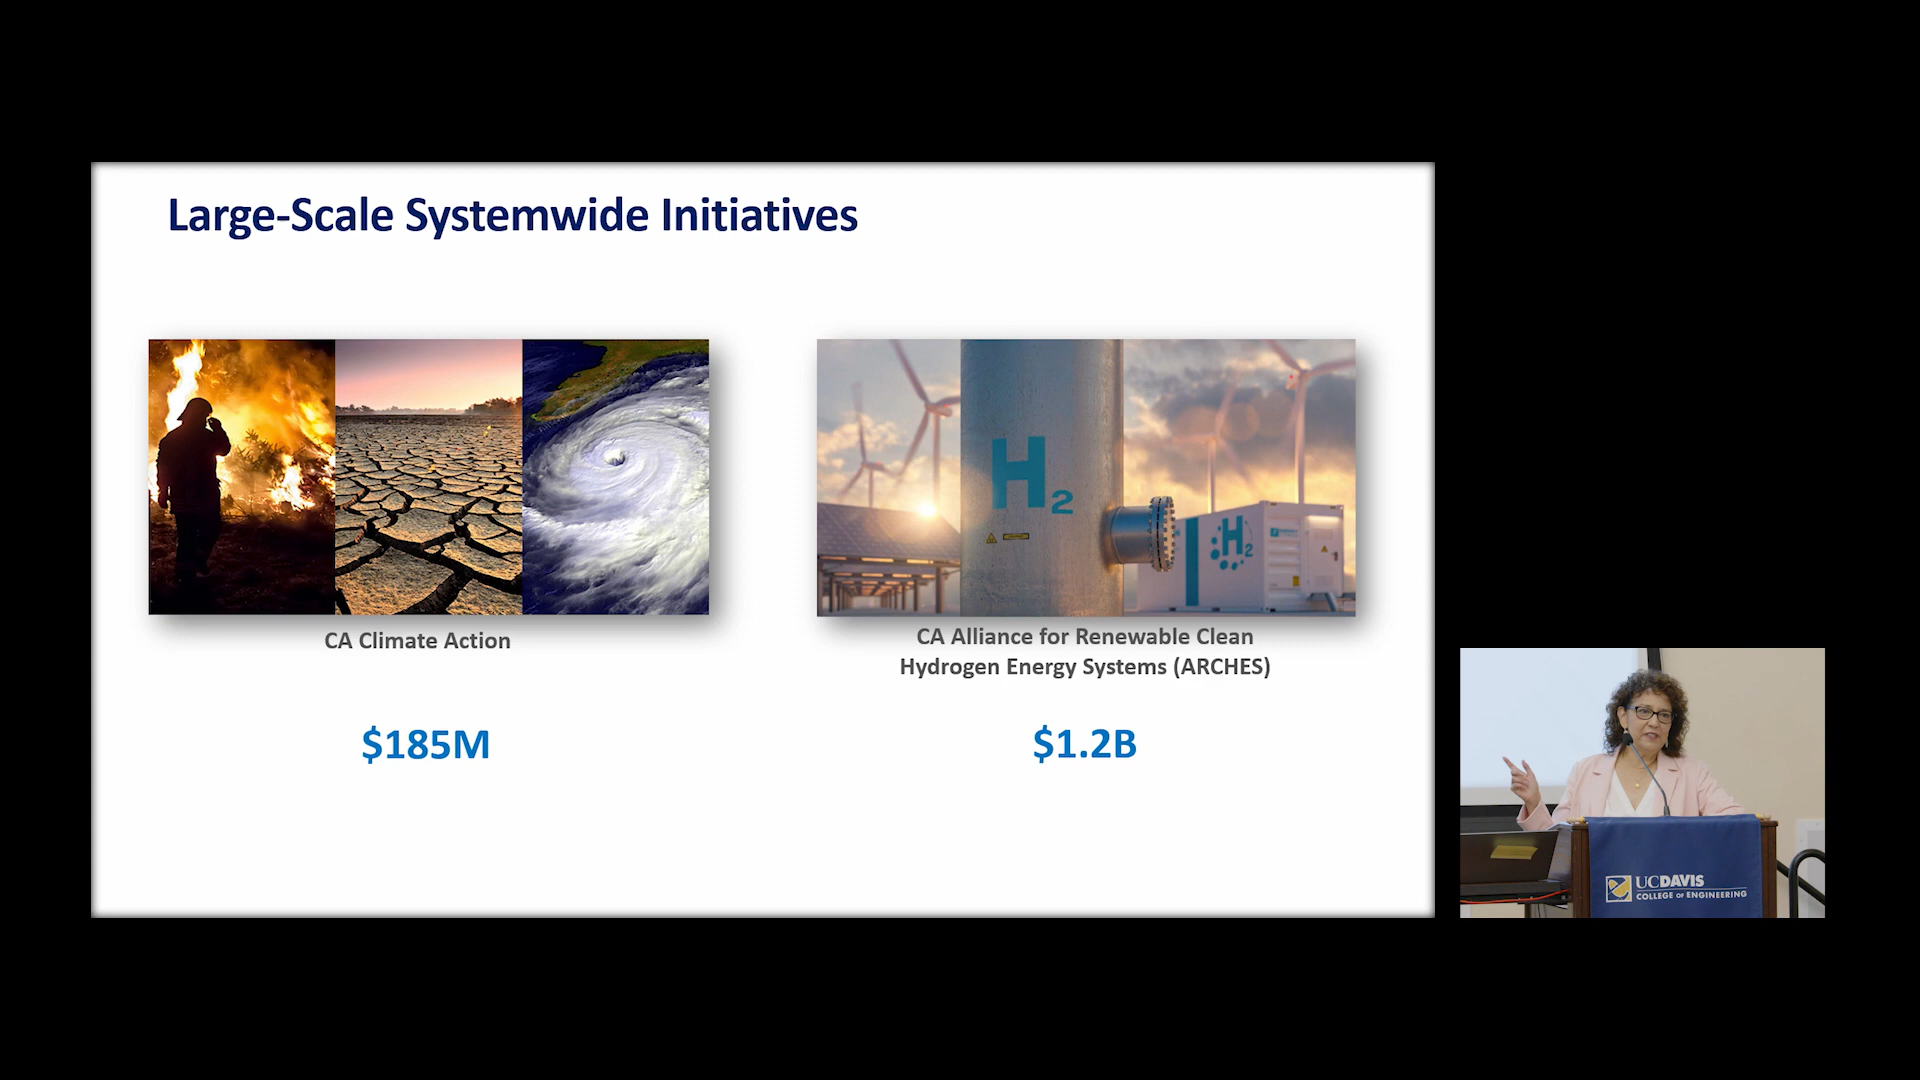 Large-Scale Systemwide Initiatives
H2
H2
CA Climate Action
CA Alliance for Renewable Clean
Hydrogen Energy Systems (ARCHES)
$185M
$1.2B
UCDAVIS
COLLEGE OF ENGINEERING